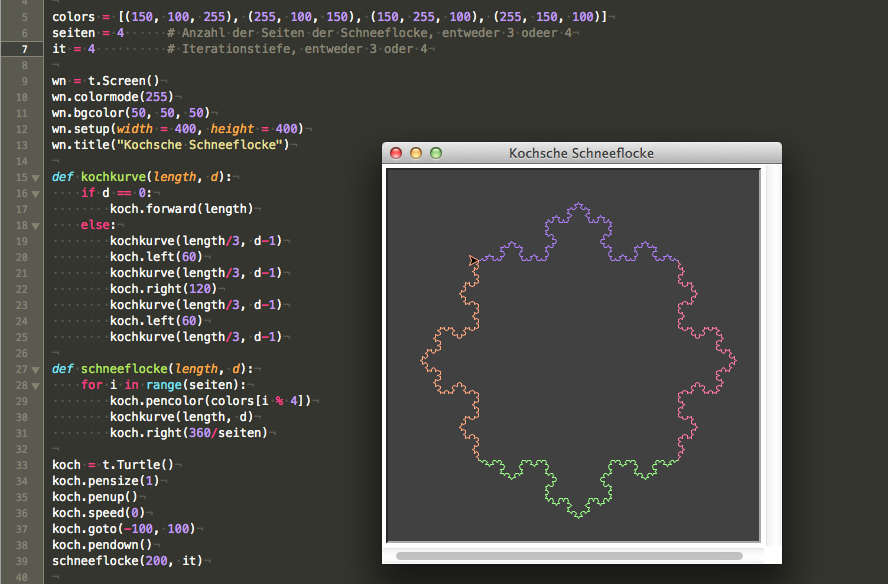 4
5 colors = [(150, 100, 255), (255, 100, 150), (150, 255, 100), (255, 150, 100)]
6 seiten = 4 # Anzahl der Seiten der Schneeflocke, entweder 3 odeer 4
7 it = 4 # Iterationstiefe, entweder 3 oder 4
8
9 wn = t.Screen()
10 wn.colormode(255)
11 wn.bgcolor(50, 50, 50)
12 wn.setup(width = 400, height = 400)
13 wn.title("Kochsche Schneeflocke")
14
15 def kochkurve(length, d):
16 if d == 0:
17 koch.forward(length)
18 else:
19 kochkurve(length/3, d-1)
20 koch.left(60)
21 kochkurve(length/3, d-1)
22 koch.right(120)
23 kochkurve(length/3, d-1)
24 koch.left(60)
25 kochkurve(length/3, d-1)
26
27 def schneeflocke(length, d):
28 for i in range(seiten):
29 koch.pencolor(colors[i % 4])
30 kochkurve(length, d)
31 koch.right(360/seiten)
32
33 koch = t.Turtle()
34 koch.pensize(1)
35 koch.penup()
36 koch.speed(0)
37 koch.goto(-100, 100)
38 koch.pendown()
39 schneeflocke(200, it)
40
Kochsche Schneeflocke